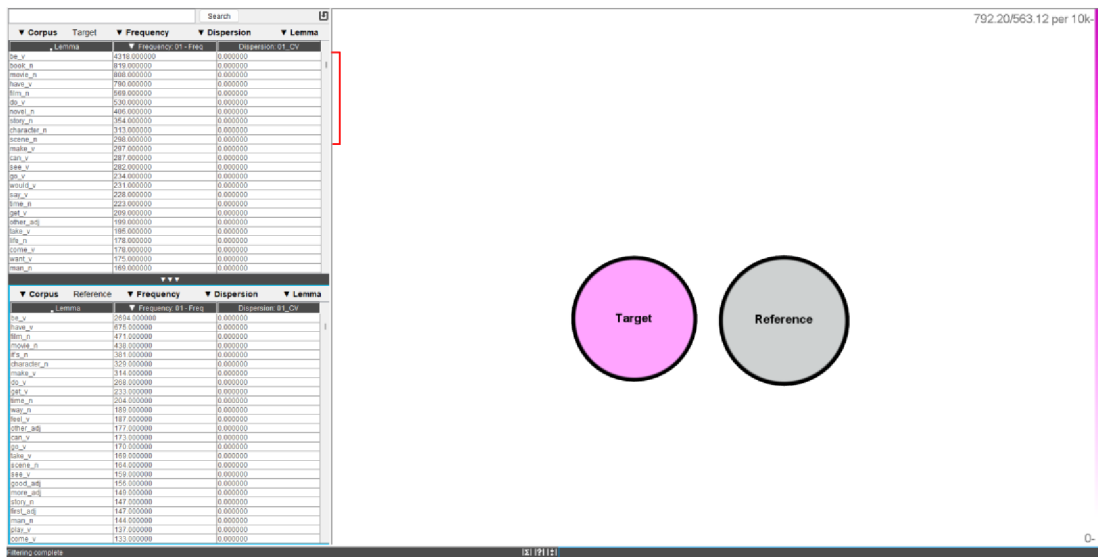 Search
792.20/563.12 per 10k-
▼ Corpus Target ▼ Frequency ▼ Dispersion ▼ Lemma
Lemma ▼ Frequency: 01 - Freq Dispersion: 01_CV
be_v 4318.000000 0.000000
book_n 819.000000 0.000000
movie_n 808.000000 0.000000
have_v 790.000000 0.000000
film_n 569.000000 0.000000
do_v 530.000000 0.000000
novel_n 406.000000 0.000000
story_n 354.000000 0.000000
character_n 313.000000 0.000000
scene_n 298.000000 0.000000
make_v 297.000000 0.000000
can_v 287.000000 0.000000
see_v 282.000000 0.000000
go_v 234.000000 0.000000
would_v 231.000000 0.000000
say_v 228.000000 0.000000
time_n 223.000000 0.000000
get_v 209.000000 0.000000
other_adj 199.000000 0.000000
take_v 195.000000 0.000000
life_n 178.000000 0.000000
come_v 178.000000 0.000000
want_v 175.000000 0.000000
man_n 169.000000 0.000000
▼▼▼
▼ Corpus Reference ▼ Frequency ▼ Dispersion ▼ Lemma
Lemma ▼ Frequency: 01 - Freq Dispersion: 01_CV
be_v 2694.000000 0.000000
have_v 675.000000 0.000000
film_n 471.000000 0.000000
movie_n 438.000000 0.000000
it's_n 381.000000 0.000000
character_n 329.000000 0.000000
make_v 314.000000 0.000000
do_v 268.000000 0.000000
get_v 233.000000 0.000000
time_n 204.000000 0.000000
way_n 189.000000 0.000000
feel_v 187.000000 0.000000
other_adj 177.000000 0.000000
can_v 173.000000 0.000000
go_v 170.000000 0.000000
take_v 169.000000 0.000000
scene_n 164.000000 0.000000
see_v 159.000000 0.000000
good_adj 156.000000 0.000000
more_adj 149.000000 0.000000
story_n 147.000000 0.000000
first_adj 147.000000 0.000000
man_n 144.000000 0.000000
play_v 137.000000 0.000000
come_v 133.000000 0.000000
Target
Reference
0-
Filtering complete